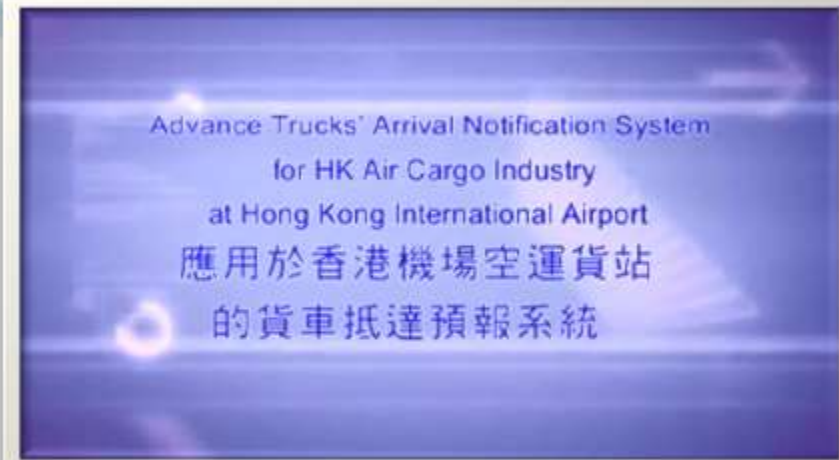 Advance Trucks' Arrival Notification System
for HK Air Cargo Industry
at Hong Kong International Airport
應用於香港機場空運貨站
的貨車抵達預報系統